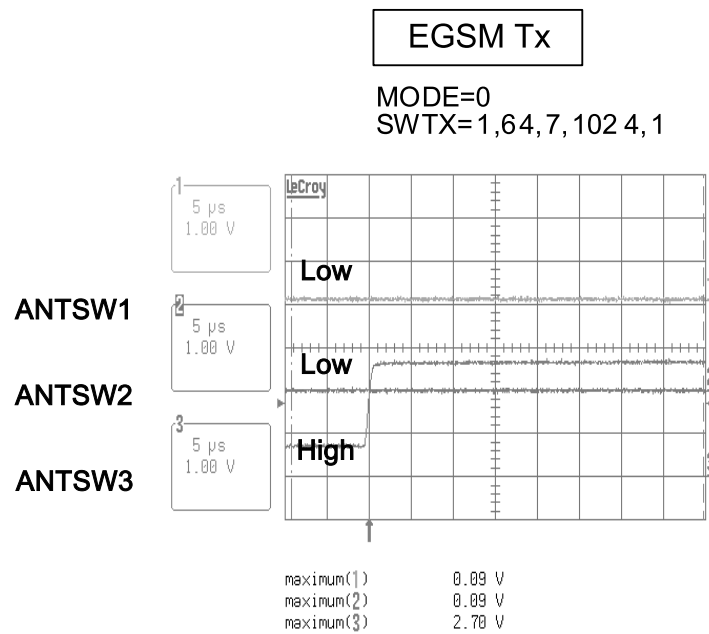 EGSM Tx
MODE=0
SWTX=1,64,7,1024,1
LeCroy
1
5 µs
1.00 V
Low
ANTSW1
2
5 µs
1.00 V
Low
ANTSW2
3
5 µs
1.00 V
High
ANTSW3
maximum(1) 0.09 V
maximum(2) 0.09 V
maximum(3) 2.70 V